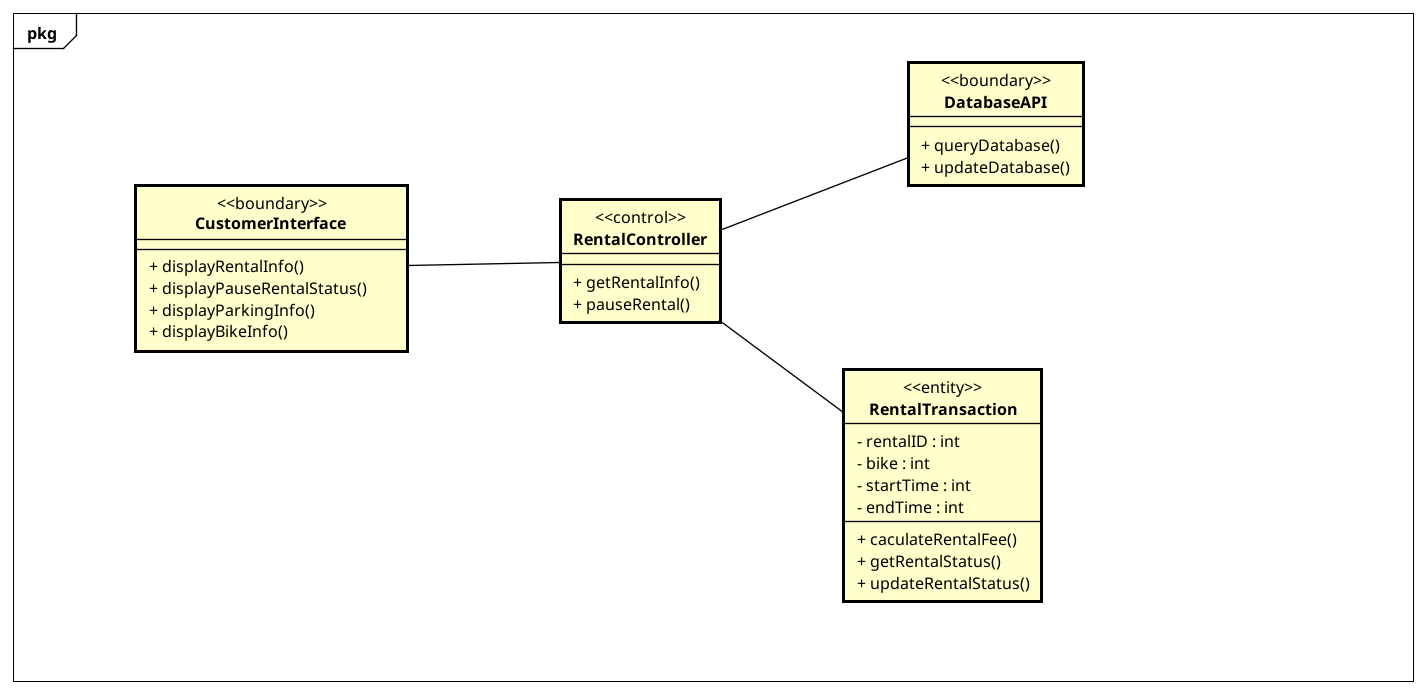 pkg
<<boundary>>
DatabaseAPI
+ queryDatabase()
+ updateDatabase()
<<boundary>>
CustomerInterface
+ displayRentalInfo()
+ displayPauseRentalStatus()
+ displayParkingInfo()
+ displayBikeInfo()
<<control>>
RentalController
+ getRentalInfo()
+ pauseRental()
<<entity>>
RentalTransaction
- rentalID : int
- bike : int
- startTime : int
- endTime : int
+ caculateRentalFee()
+ getRentalStatus()
+ updateRentalStatus()